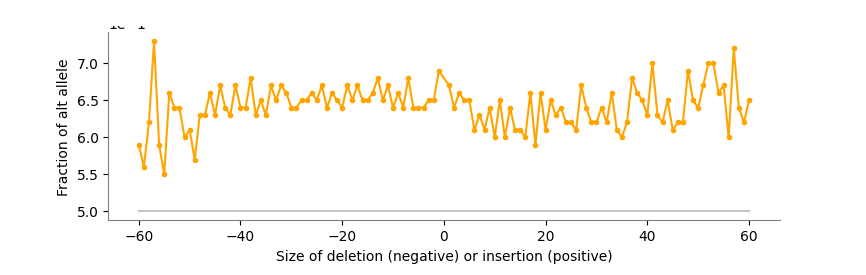 7.0
6.5
6.0
5.5
5.0
Fraction of alt allele
−60 −40 −20 0 20 40 60
Size of deletion (negative) or insertion (positive)